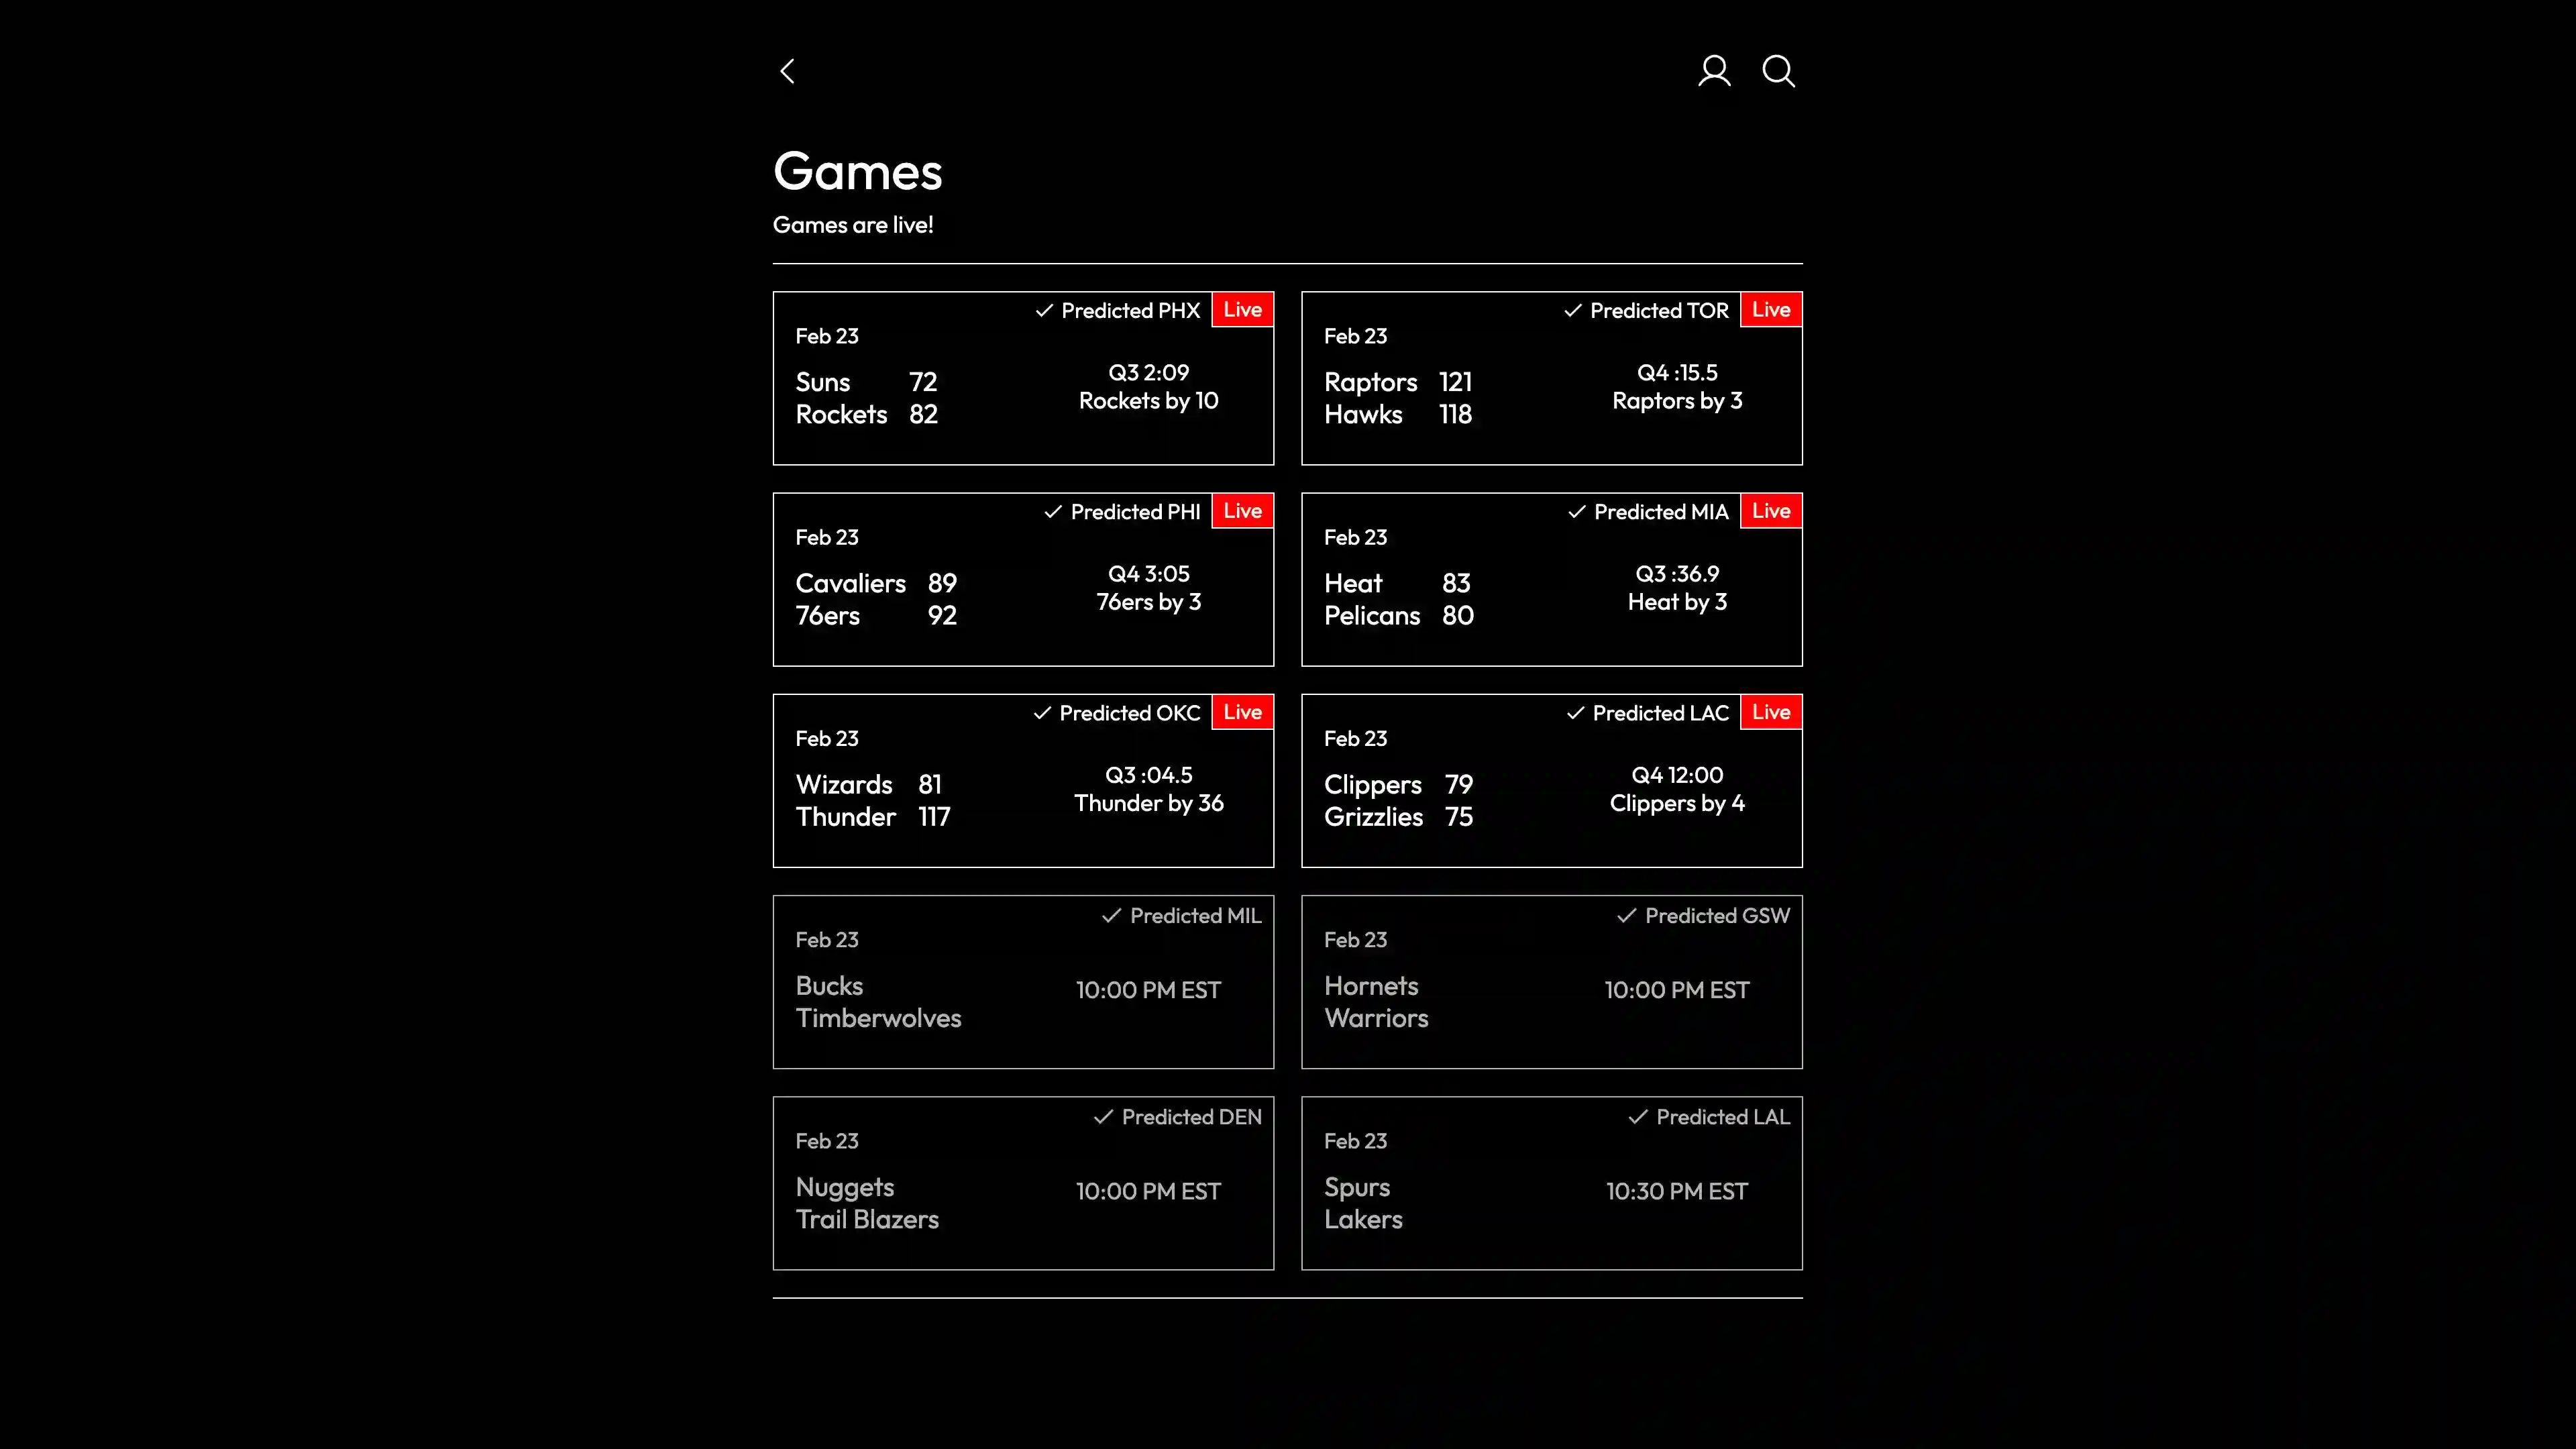 Games
Games are live!
Predicted PHX Live
Feb 23
Suns 72
Rockets 82
Q3 2:09
Rockets by 10
Predicted TOR Live
Feb 23
Raptors 121
Hawks 118
Q4 :15.5
Raptors by 3
Predicted PHI Live
Feb 23
Cavaliers 89
76ers 92
Q4 3:05
76ers by 3
Predicted MIA Live
Feb 23
Heat 83
Pelicans 80
Q3 :36.9
Heat by 3
Predicted OKC Live
Feb 23
Wizards 81
Thunder 117
Q3 :04.5
Thunder by 36
Predicted LAC Live
Feb 23
Clippers 79
Grizzlies 75
Q4 12:00
Clippers by 4
Predicted MIL
Feb 23
Bucks
Timberwolves
10:00 PM EST
Predicted GSW
Feb 23
Hornets
Warriors
10:00 PM EST
Predicted DEN
Feb 23
Nuggets
Trail Blazers
10:00 PM EST
Predicted LAL
Feb 23
Spurs
Lakers
10:30 PM EST